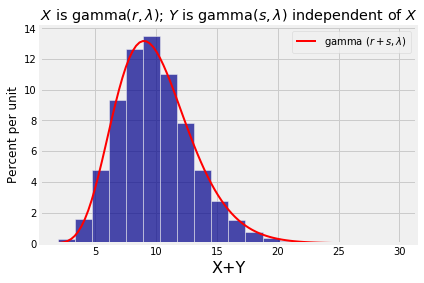 X is gamma(r, λ); Y is gamma(s, λ) independent of X
gamma (r + s, λ)
Percent per unit
14
12
10
8
6
4
2
0
5 10 15 20 25 30
X+Y